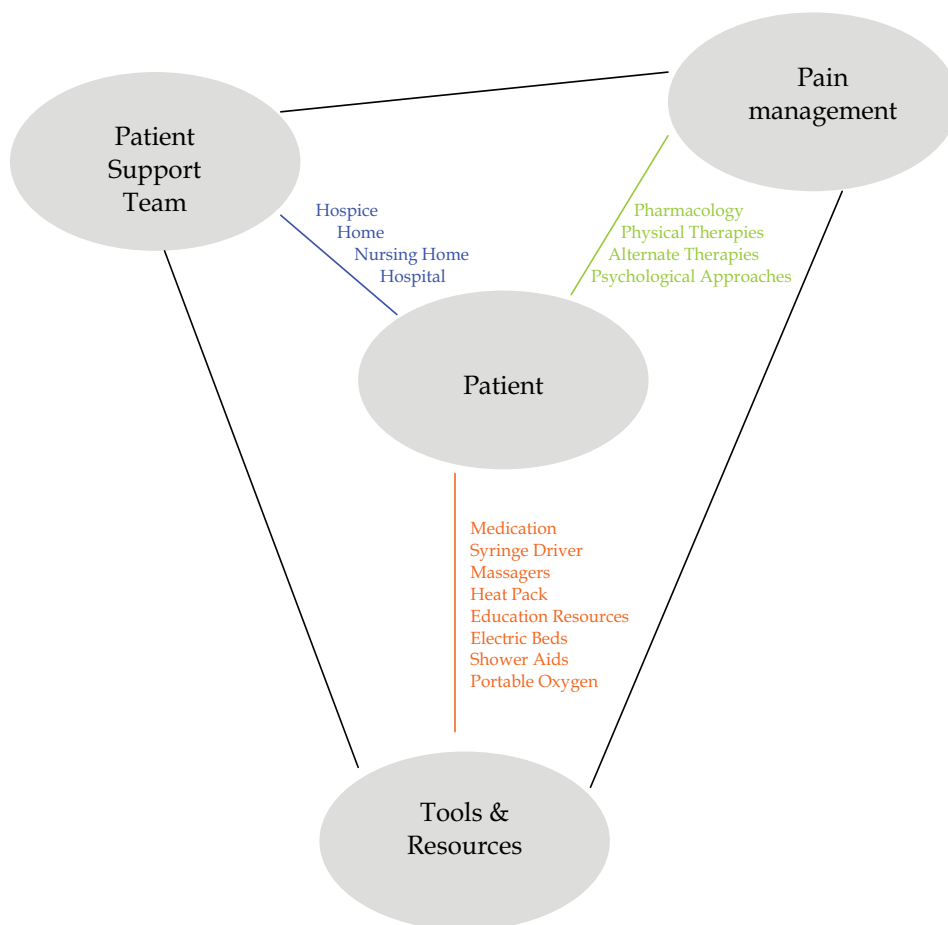 Patient
Support
Team
Pain
management
Hospice
Home
Nursing Home
Hospital
Pharmacology
Physical Therapies
Alternate Therapies
Psychological Approaches
Patient
Medication
Syringe Driver
Massagers
Heat Pack
Education Resources
Electric Beds
Shower Aids
Portable Oxygen
Tools &
Resources